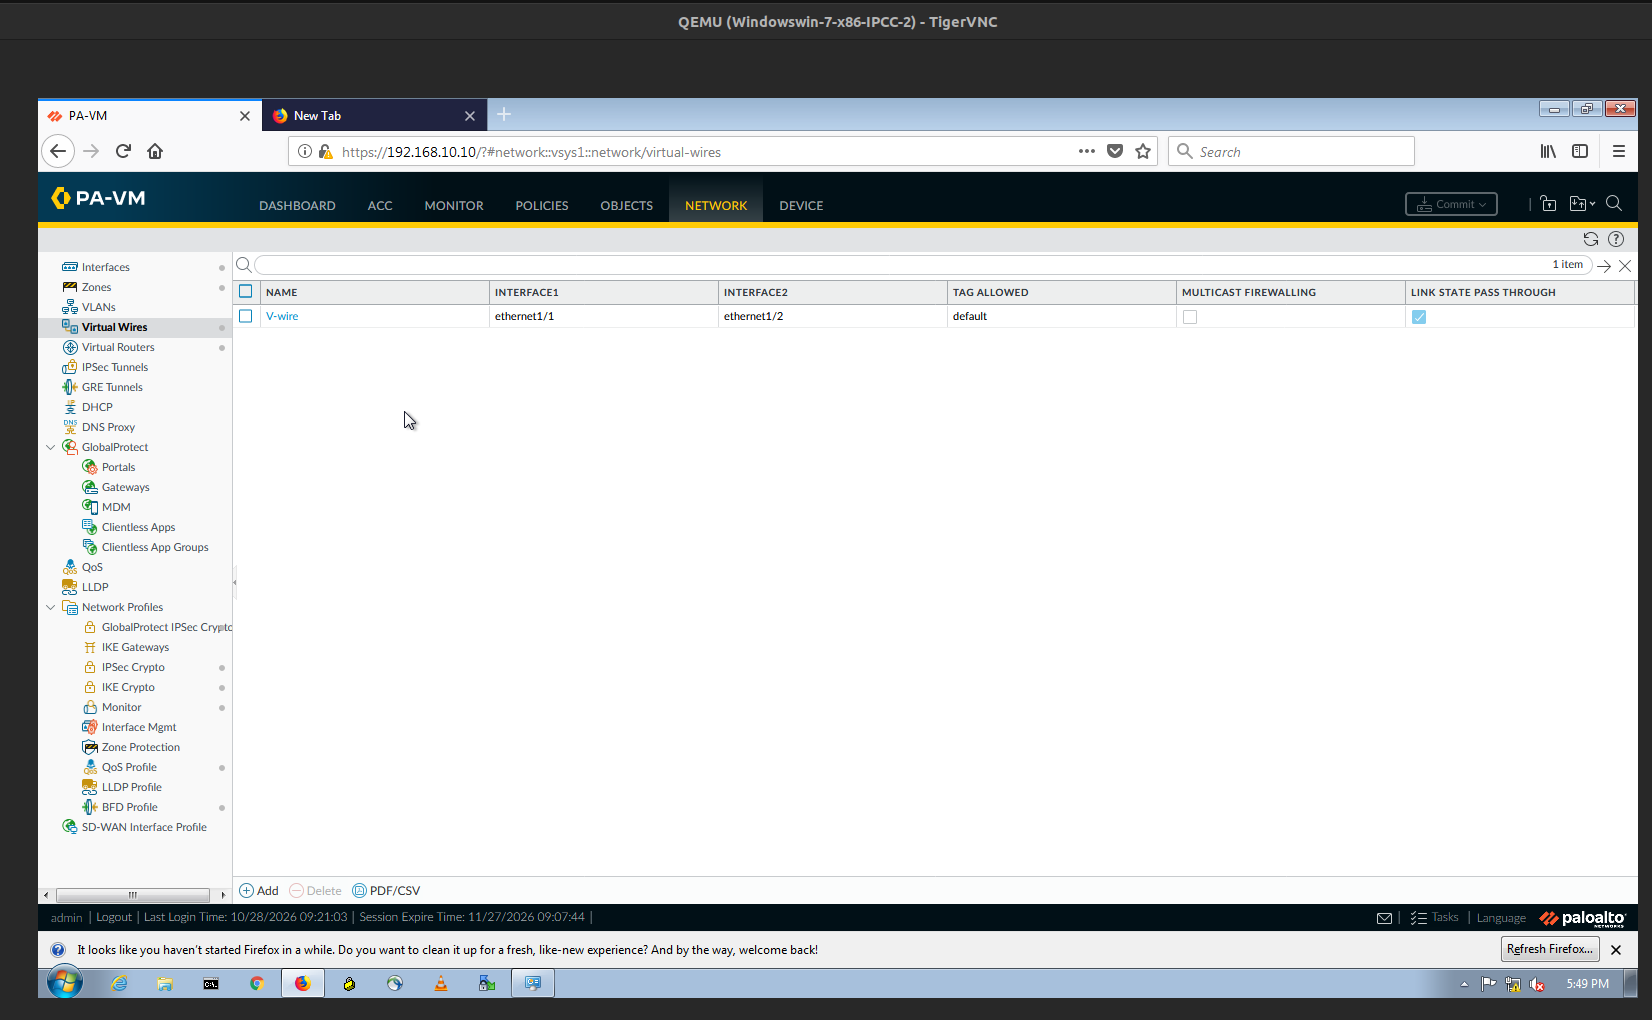 QEMU (Windowswin-7-x86-IPCC-2) - TigerVNC
PA-VM
New Tab
https://192.168.10.10/?#network::vsys1::network/virtual-wires
Search
PA-VM
DASHBOARD ACC MONITOR POLICIES OBJECTS NETWORK DEVICE
Commit
1 item
Interfaces
Zones
VLANs
Virtual Wires
Virtual Routers
IPSec Tunnels
GRE Tunnels
DHCP
DNS Proxy
GlobalProtect
Portals
Gateways
MDM
Clientless Apps
Clientless App Groups
QoS
LLDP
Network Profiles
GlobalProtect IPSec Crypto
IKE Gateways
IPSec Crypto
IKE Crypto
Monitor
Interface Mgmt
Zone Protection
QoS Profile
LLDP Profile
BFD Profile
SD-WAN Interface Profile
NAME INTERFACE1 INTERFACE2 TAG ALLOWED MULTICAST FIREWALLING LINK STATE PASS THROUGH
V-wire ethernet1/1 ethernet1/2 default
Add Delete PDF/CSV
admin | Logout | Last Login Time: 10/28/2026 09:21:03 | Session Expire Time: 11/27/2026 09:07:44 |
Tasks | Language paloalto NETWORKS
It looks like you haven't started Firefox in a while. Do you want to clean it up for a fresh, like-new experience? And by the way, welcome back!
Refresh Firefox...
5:49 PM